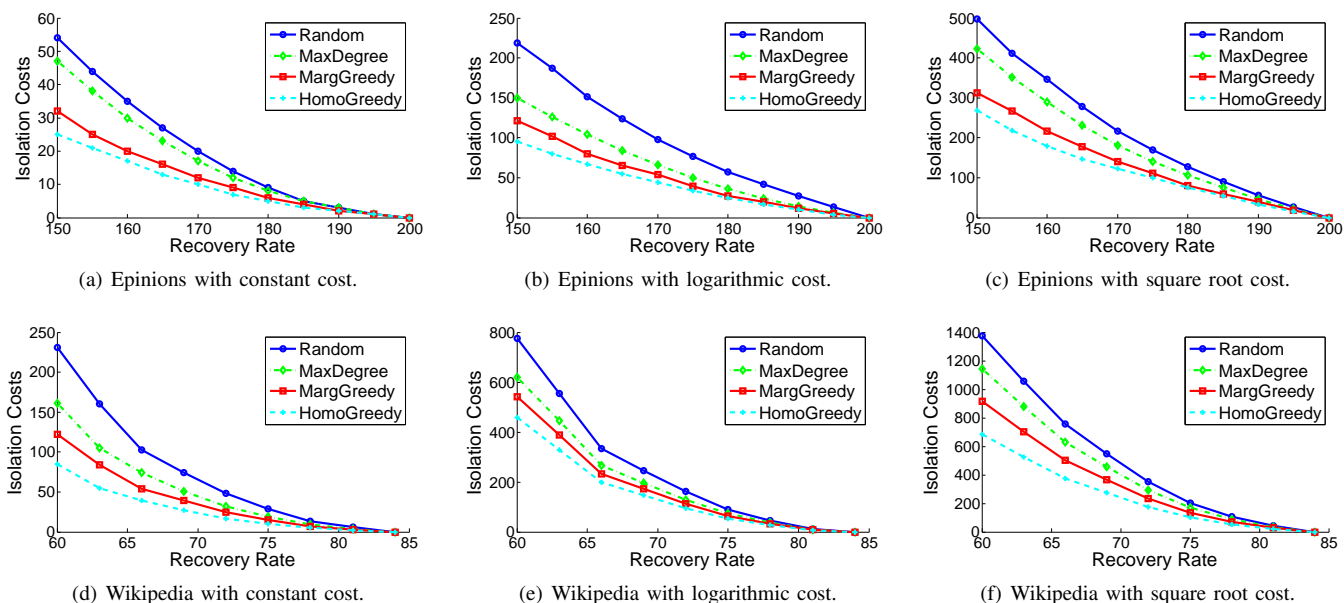 Isolation Costs
60
50
40
30
20
10
0
150 160 170 180 190 200
Recovery Rate
Random
MaxDegree
MargGreedy
HomoGreedy
(a) Epinions with constant cost.
Isolation Costs
250
200
150
100
50
0
150 160 170 180 190 200
Recovery Rate
Random
MaxDegree
MargGreedy
HomoGreedy
(b) Epinions with logarithmic cost.
Isolation Costs
500
400
300
200
100
0
150 160 170 180 190 200
Recovery Rate
Random
MaxDegree
MargGreedy
HomoGreedy
(c) Epinions with square root cost.
Isolation Costs
250
200
150
100
50
0
60 65 70 75 80 85
Recovery Rate
Random
MaxDegree
MargGreedy
HomoGreedy
(d) Wikipedia with constant cost.
Isolation Costs
800
600
400
200
0
60 65 70 75 80 85
Recovery Rate
Random
MaxDegree
MargGreedy
HomoGreedy
(e) Wikipedia with logarithmic cost.
Isolation Costs
1400
1200
1000
800
600
400
200
0
60 65 70 75 80 85
Recovery Rate
Random
MaxDegree
MargGreedy
HomoGreedy
(f) Wikipedia with square root cost.